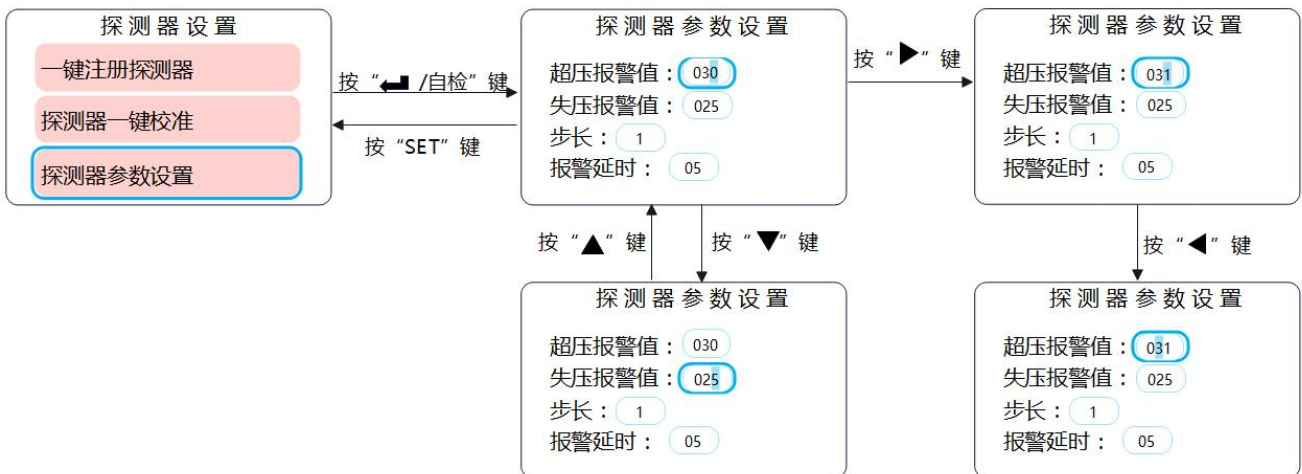 探测器设置
一键注册探测器
探测器一键校准
探测器参数设置
按“ /自检”键
按“SET”键
探测器参数设置
超压报警值：030
失压报警值：025
步长：1
报警延时：05
按“▶”键
探测器参数设置
超压报警值：031
失压报警值：025
步长：1
报警延时：05
按“▲”键
按“▼”键
按“◀”键
探测器参数设置
超压报警值：030
失压报警值：025
步长：1
报警延时：05
探测器参数设置
超压报警值：031
失压报警值：025
步长：1
报警延时：05